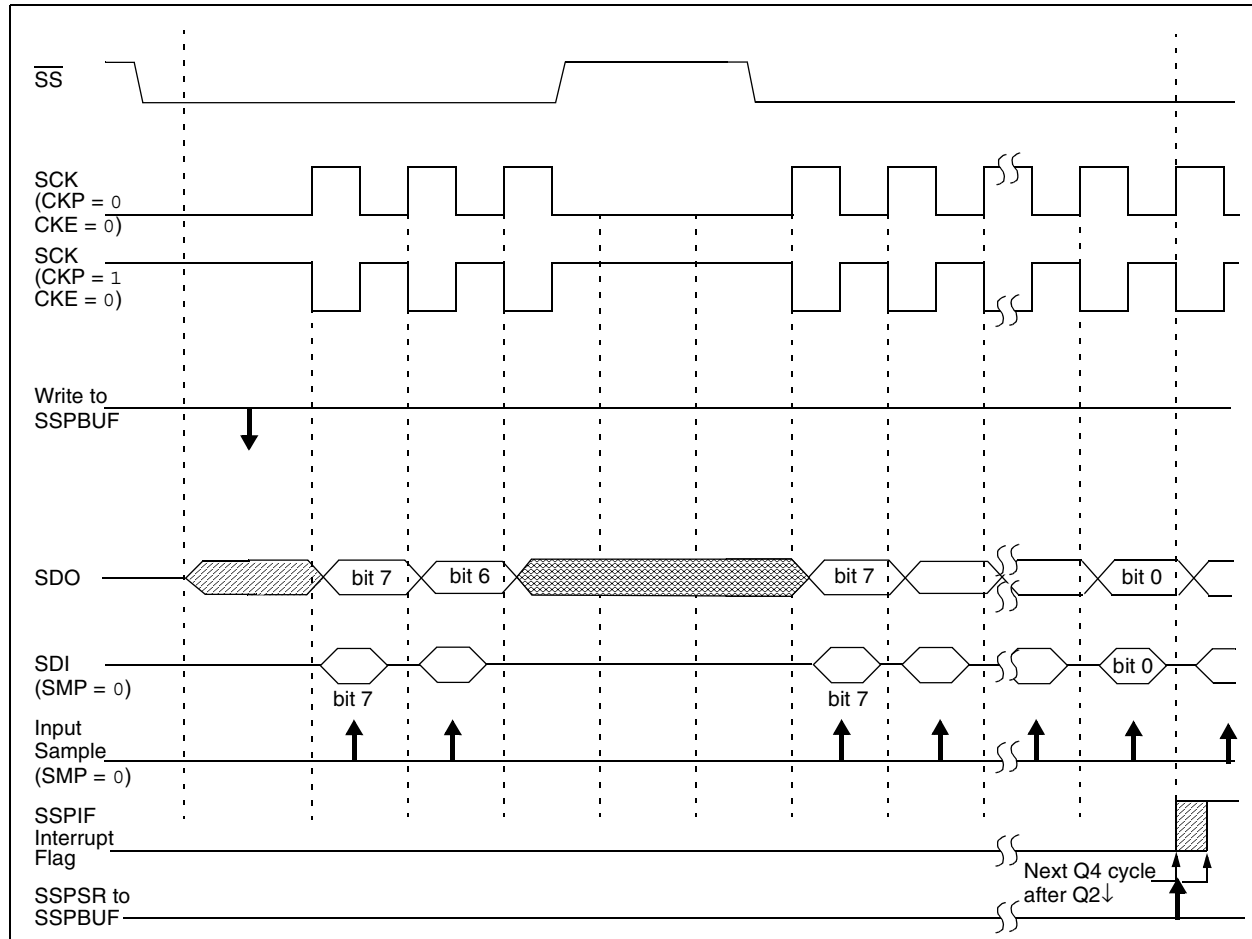 SS
SCK
(CKP = 0
CKE = 0)
SCK
(CKP = 1
CKE = 0)
Write to
SSPBUF
SDO
bit 7
bit 6
bit 7
bit 0
SDI
(SMP = 0)
bit 7
bit 7
bit 0
Input
Sample
(SMP = 0)
SSPIF
Interrupt
Flag
Next Q4 cycle
after Q2↓
SSPSR to
SSPBUF